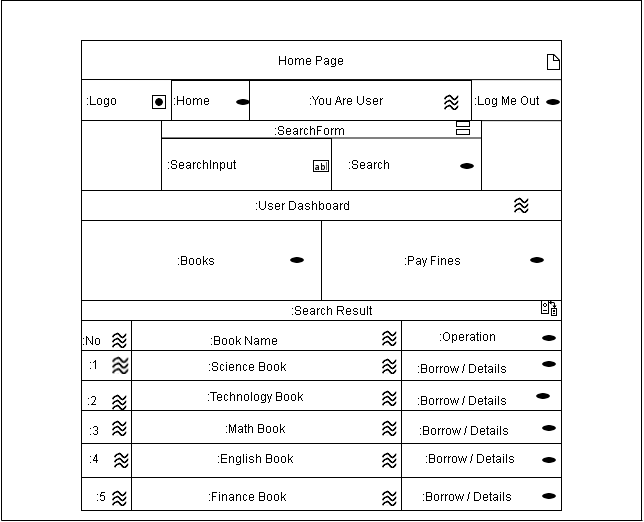 Home Page
:Logo :Home :You Are User :Log Me Out
:SearchForm
:SearchInput abl :Search
:User Dashboard
:Books :Pay Fines
:Search Result
:No :Book Name :Operation
:1 :Science Book :Borrow / Details
:2 :Technology Book :Borrow / Details
:3 :Math Book :Borrow / Details
:4 :English Book :Borrow / Details
:5 :Finance Book :Borrow / Details